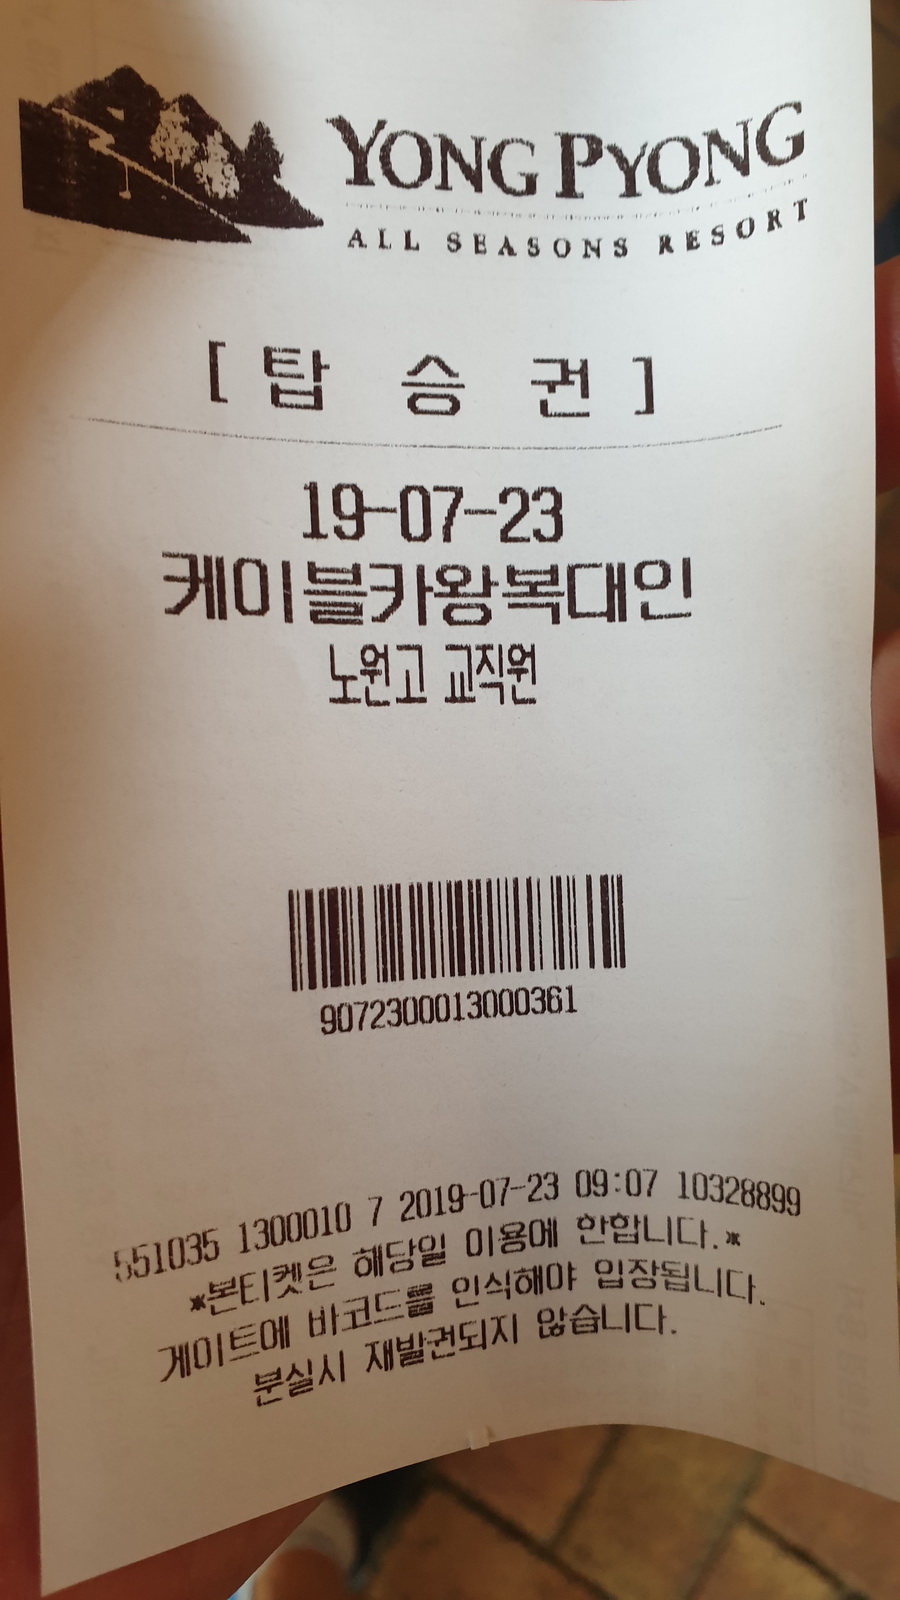 YONG PYONG
ALL SEASONS RESORT
[ 탑 승 권 ]
19-07-23
케이블카왕복대인
노원고 교직원
9072300013000361
551035 1300010 7 2019-07-23 09:07 10328899
*본티켓은 해당일 이용에 한합니다.*
게이트에 바코드를 인식해야 입장됩니다.
분실시 재발권되지 않습니다.